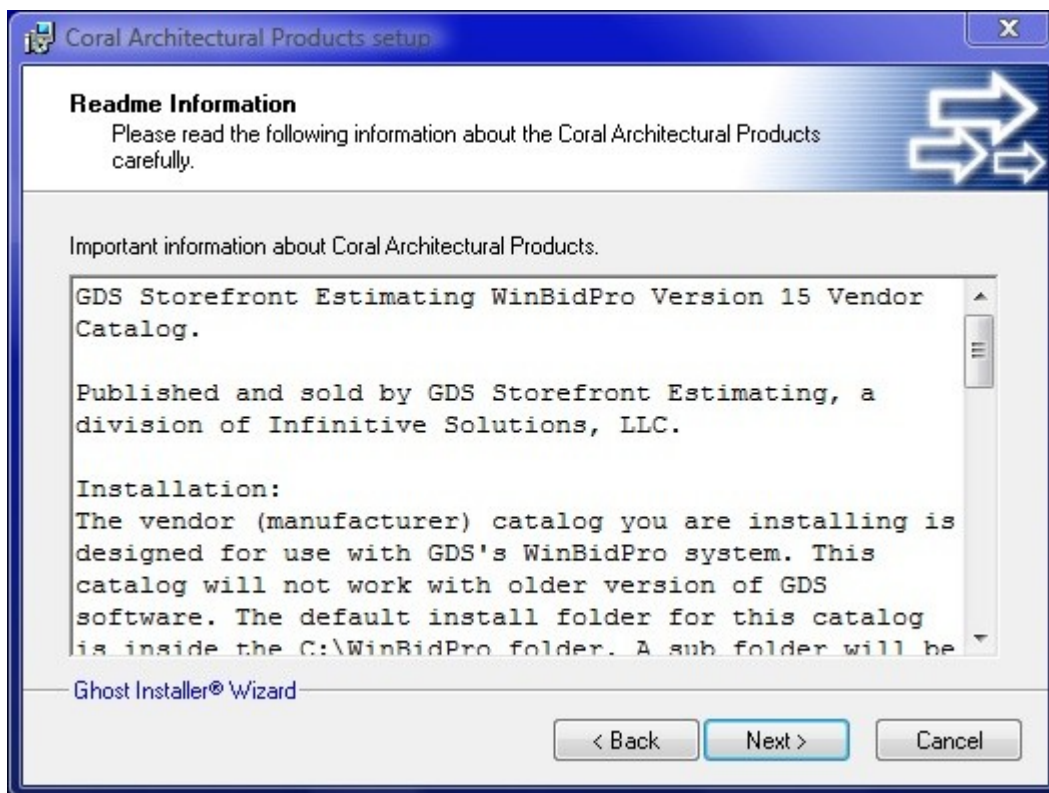 Coral Architectural Products setup
Readme Information
Please read the following information about the Coral Architectural Products
carefully.
Important information about Coral Architectural Products.
GDS Storefront Estimating WinBidPro Version 15 Vendor
Catalog.
Published and sold by GDS Storefront Estimating, a
division of Infinitive Solutions, LLC.
Installation:
The vendor (manufacturer) catalog you are installing is
designed for use with GDS's WinBidPro system. This
catalog will not work with older version of GDS
software. The default install folder for this catalog
is inside the C:\WinBidPro folder. A sub folder will be
Ghost Installer® Wizard
< Back
Next >
Cancel